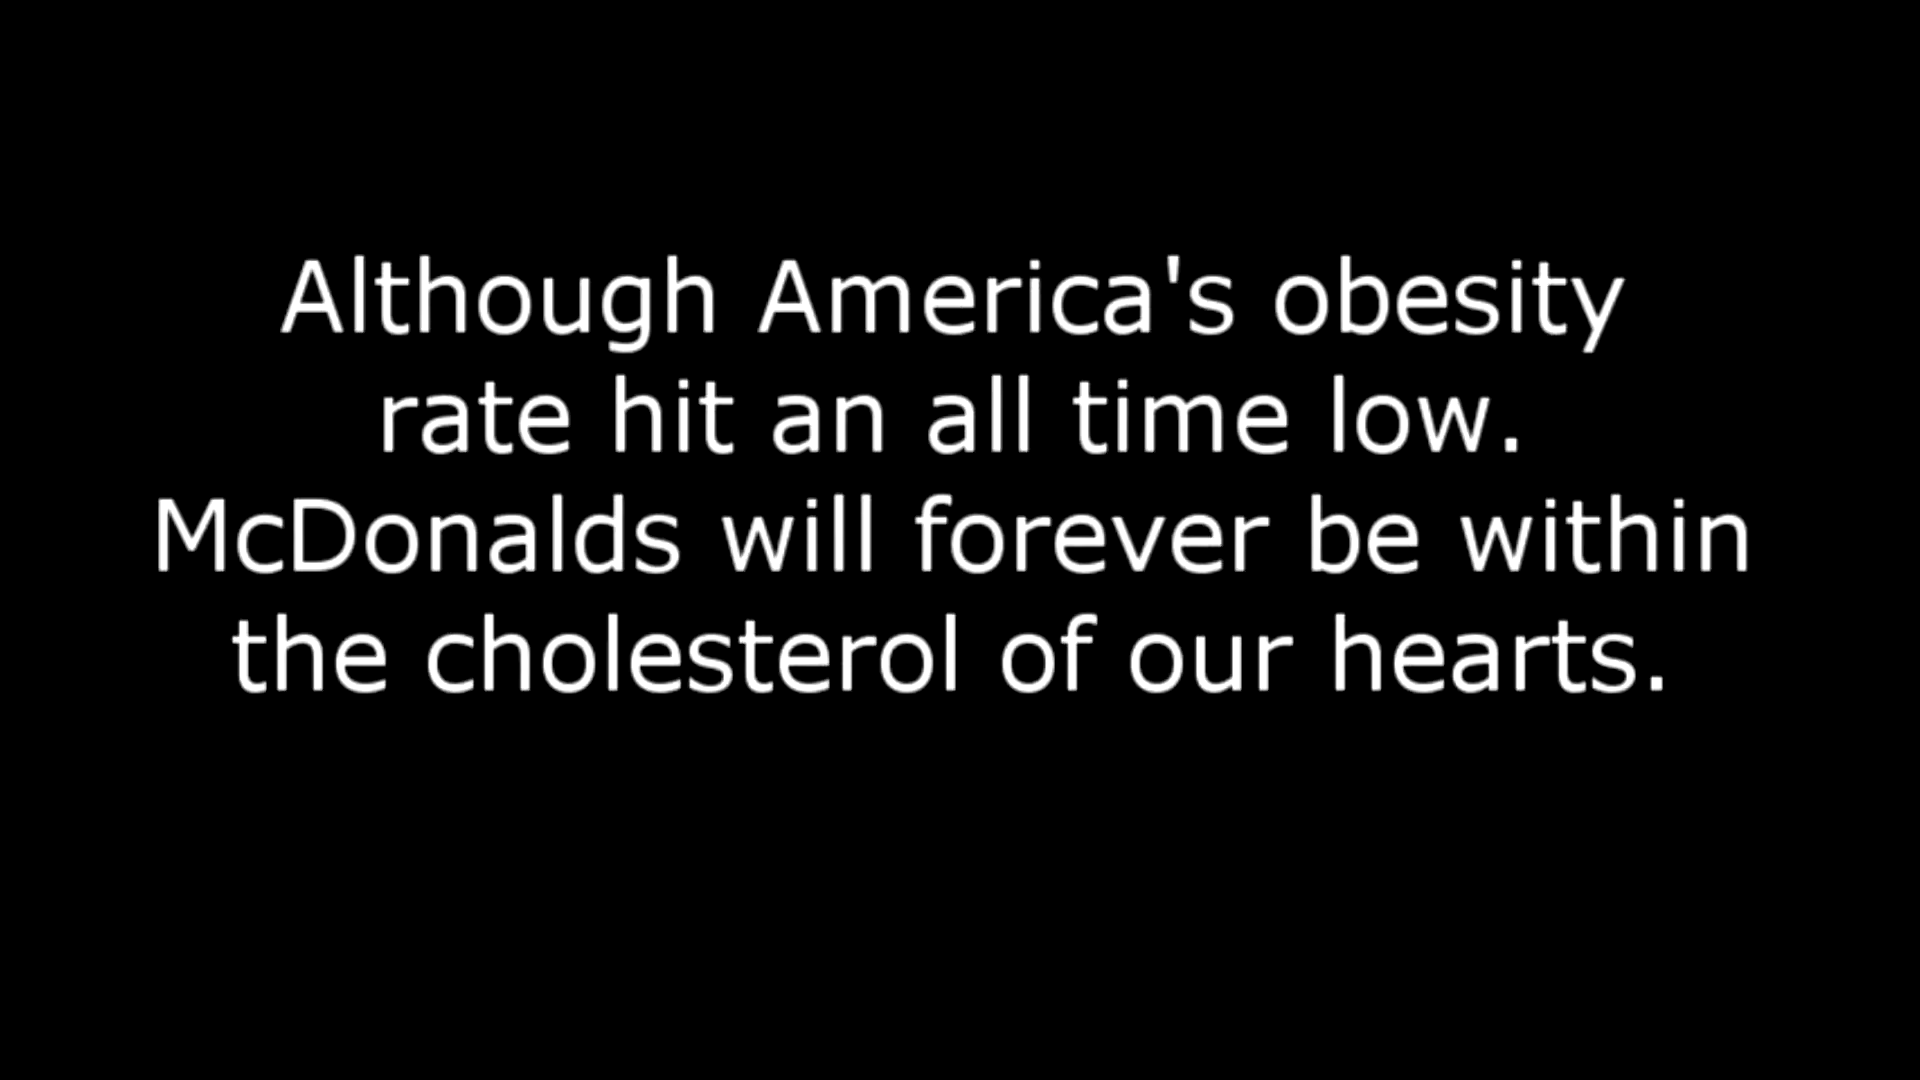 Although America's obesity
rate hit an all time low.
McDonalds will forever be within
the cholesterol of our hearts.